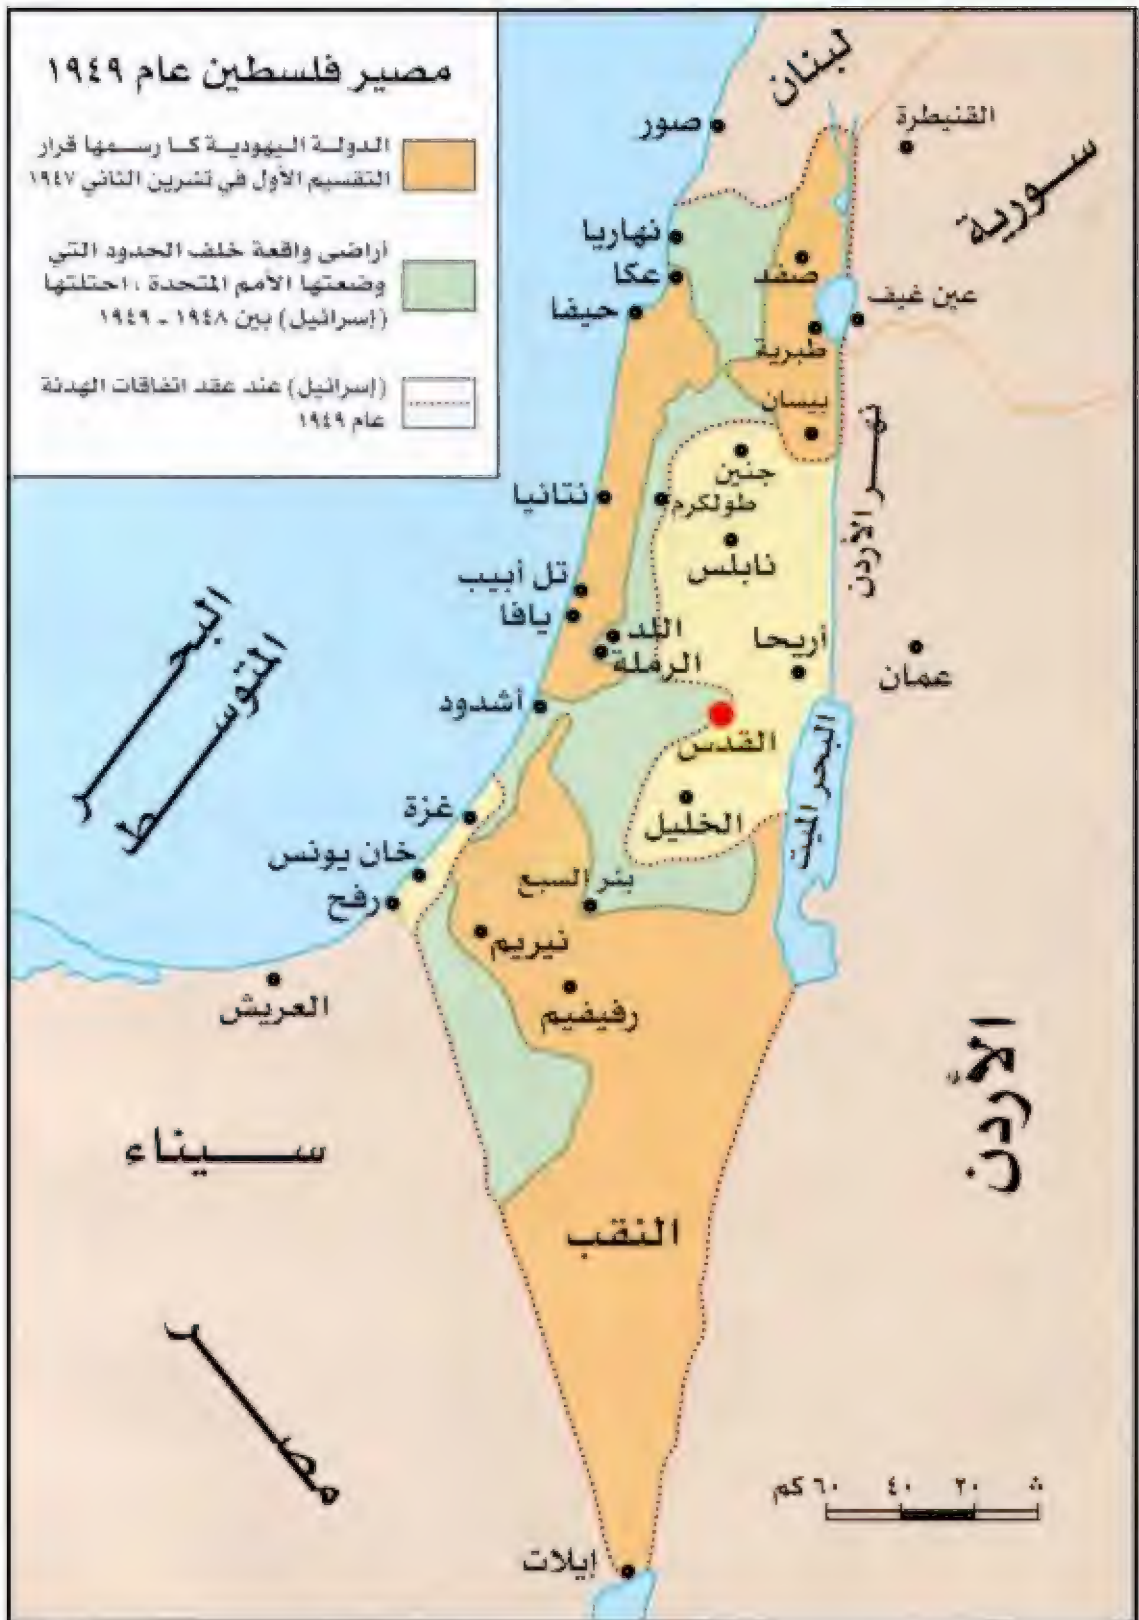 مصير فلسطين عام ١٩٤٩
الدولة اليهودية كا رسمها قرار
التقسيم الأول في تشرين الثاني ١٩٤٧
أراضى واقعة خلف الحدود التي
وضعتها الأمم المتحدة ، احتلتها
(إسرائيل) بين ١٩٤٨ - ١٩٤٩
(إسرائيل) عند عقد اتفاقات الهدنة
عام ١٩٤٩
لبنان
القنيطرة
صور
سورية
نهاريا
عكا
صفد
حيفا
عين غيف
طبرية
بيسان
نهر الأردن
جنين
نتانيا
طولكرم
نابلس
تل أبيب
يافا
اللد
الرملة
أريحا
عمان
أشدود
القدس
البحر
المتوسط
البحر الميت
غزة
الخليل
خان يونس
بئر السبع
رفح
نيريم
العريش
رفيفيم
الأردن
سيناء
النقب
مصر
٢٠ ٤٠ ٦٠ كم
إيلات